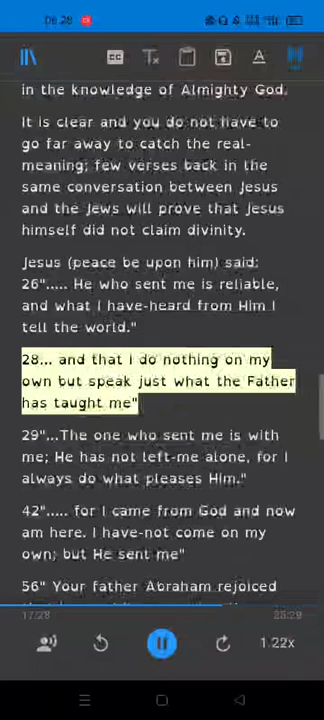 06:28
CC
A
in the knowledge of Almighty God.
It is clear and you do not have to
go far away to catch the real-
meaning; few verses back in the
same conversation between Jesus
and the Jews will prove that Jesus
himself did not claim divinity.
Jesus (peace be upon him) said;
26"..... He who sent me is reliable,
and what I have-heard from Him I
tell the world."
28... and that I do nothing on my
own but speak just what the Father
has taught me"
29"...The one who sent me is with
me; He has not left-me alone, for I
always do what pleases Him."
42"..... for I came from God and now
am here. I have-not come on my
own; but He sent me"
56" Your father Abraham rejoiced
17:28
1.22x